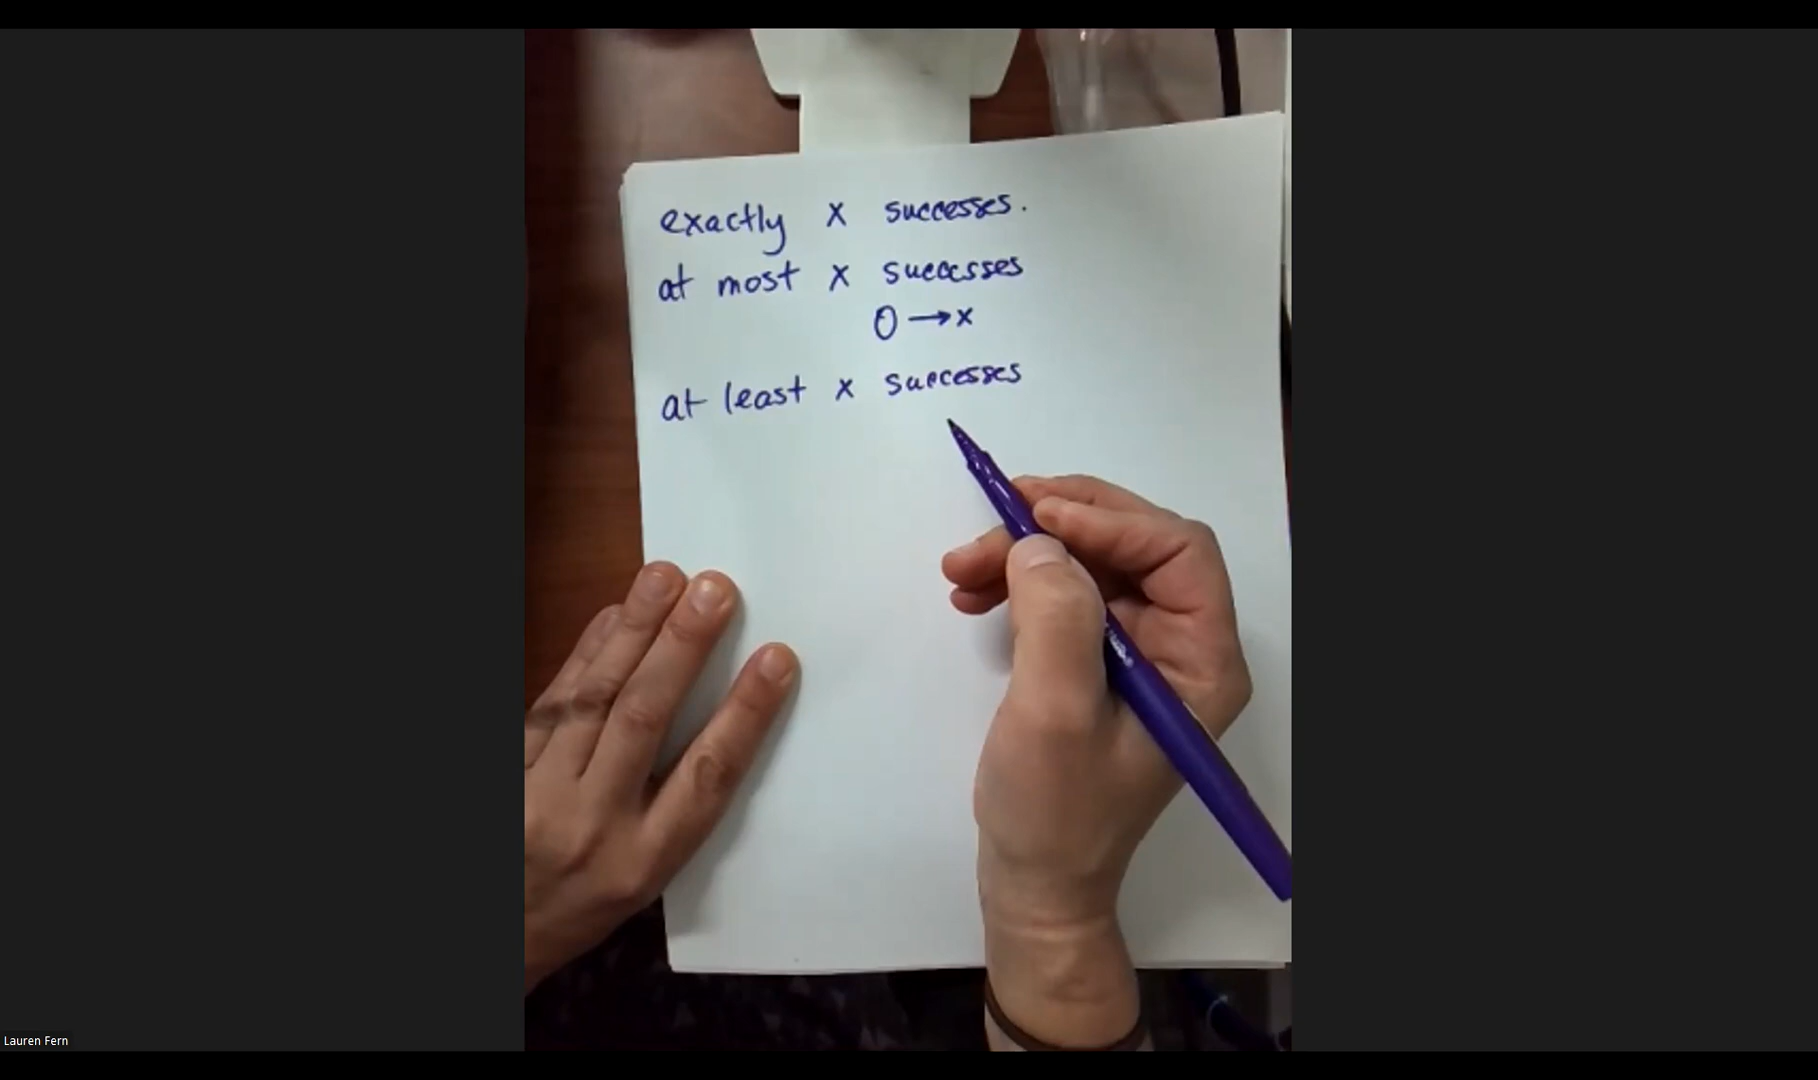 exactly x successes.
at most x successes
0 → x
at least x successes
Lauren Fern